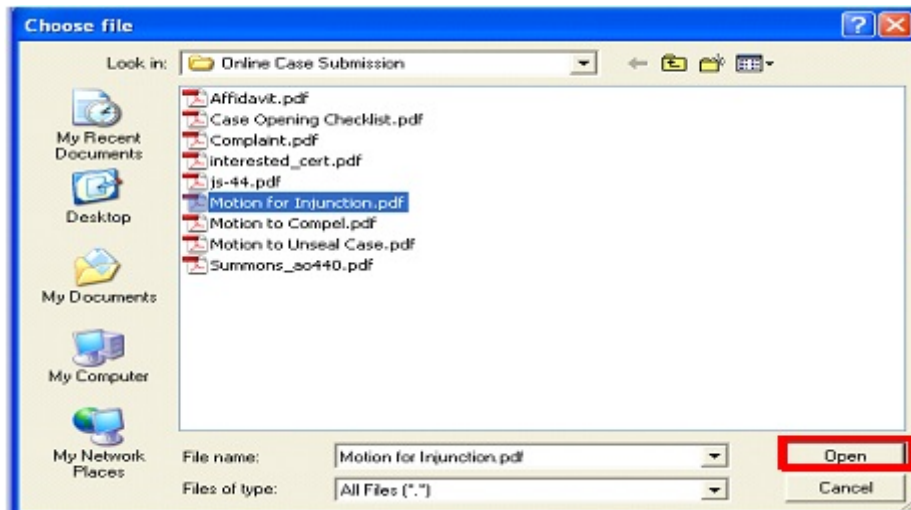 Choose file
Look in: Online Case Submission
My Recent
Documents
Desktop
My Documents
My Computer
My Network
Places
Affidavit.pdf
Case Opening Checklist.pdf
Complaint.pdf
interested_cert.pdf
js-44.pdf
Motion for Injunction.pdf
Motion to Compel.pdf
Motion to Unseal Case.pdf
Summons_ao440.pdf
File name: Motion for Injunction.pdf Open
Files of type: All Files (*.*) Cancel